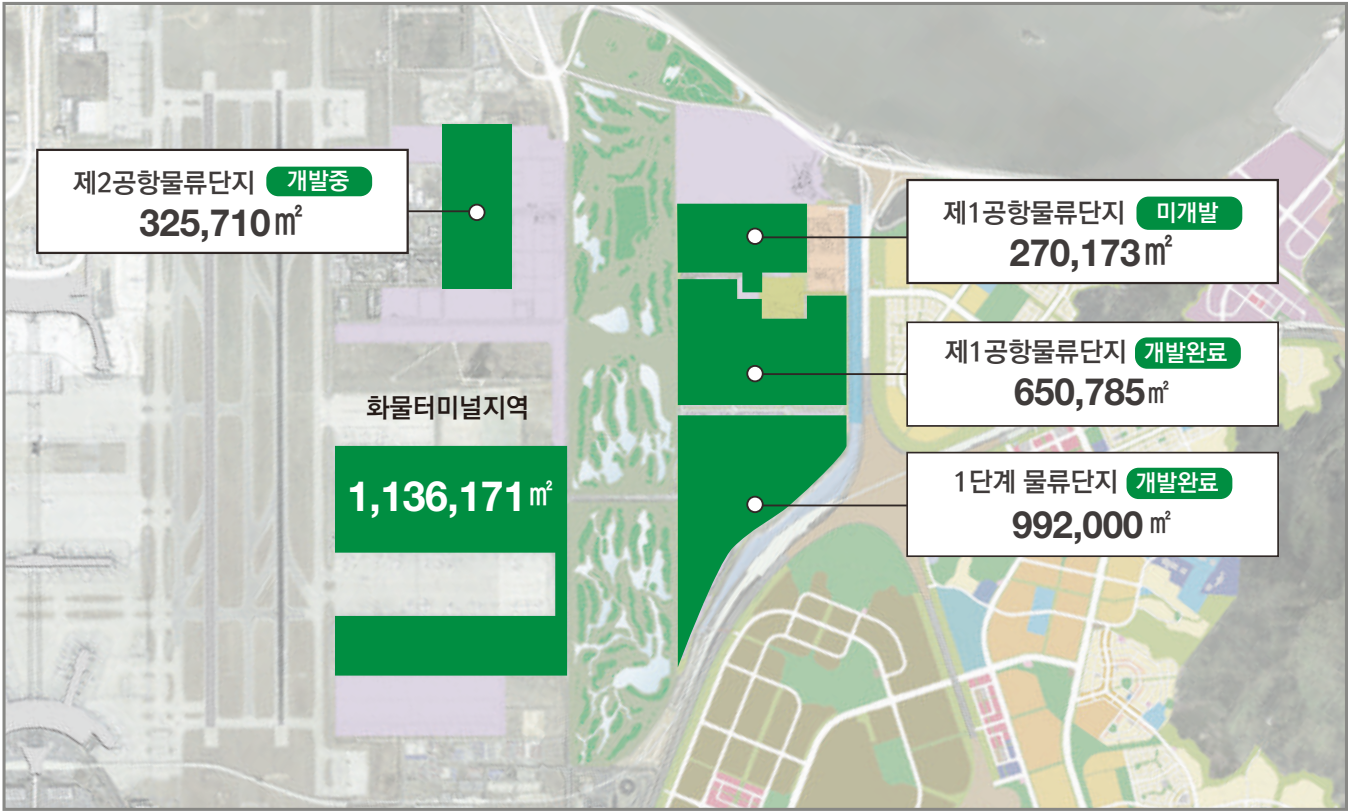 제2공항물류단지 개발중
325,710㎡
제1공항물류단지 미개발
270,173㎡
제1공항물류단지 개발완료
650,785㎡
화물터미널지역
1,136,171㎡
1단계 물류단지 개발완료
992,000 ㎡